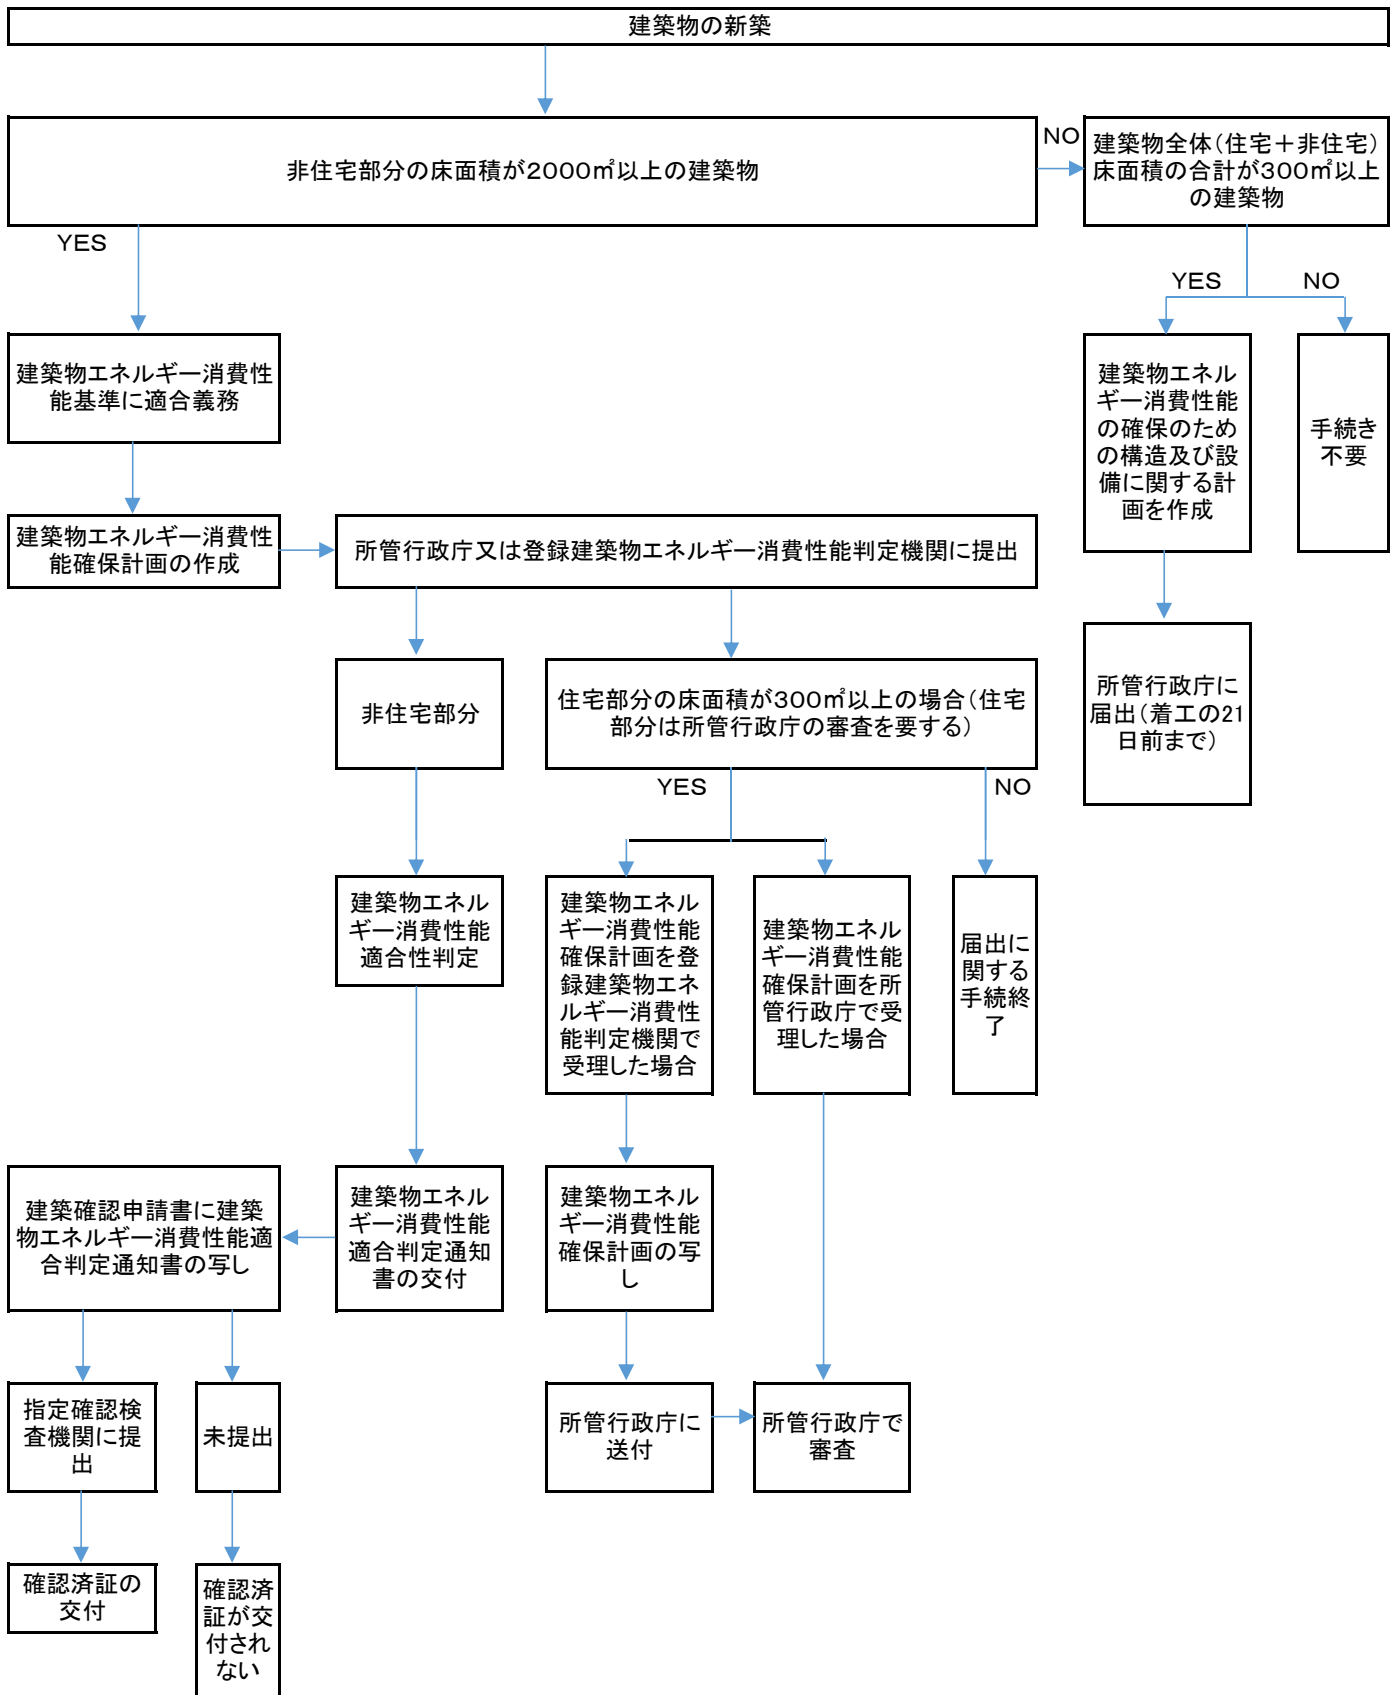 建築物の新築
非住宅部分の床面積が2000㎡以上の建築物
NO
建築物全体（住宅＋非住宅）
床面積の合計が300㎡以上
の建築物
YES
YES
NO
建築物エネルギー消費性
能基準に適合義務
建築物エネル
ギー消費性能
の確保のため
の構造及び設
備に関する計
画を作成
手続き
不要
建築物エネルギー消費性
能確保計画の作成
所管行政庁又は登録建築物エネルギー消費性能判定機関に提出
非住宅部分
住宅部分の床面積が300㎡以上の場合（住宅
部分は所管行政庁の審査を要する）
所管行政庁に
届出（着工の21
日前まで）
YES
NO
建築物エネル
ギー消費性能
適合性判定
建築物エネル
ギー消費性能
確保計画を登
録建築物エネ
ルギー消費性
能判定機関で
受理した場合
建築物エネル
ギー消費性能
確保計画を所
管行政庁で受
理した場合
届出に
関する
手続終
了
建築確認申請書に建築
物エネルギー消費性能適
合判定通知書の写し
建築物エネル
ギー消費性能
適合判定通知
書の交付
建築物エネル
ギー消費性能
確保計画の写
し
指定確認検
査機関に提
出
未提出
所管行政庁に
送付
所管行政庁で
審査
確認済証の
交付
確認済
証が交
付され
ない